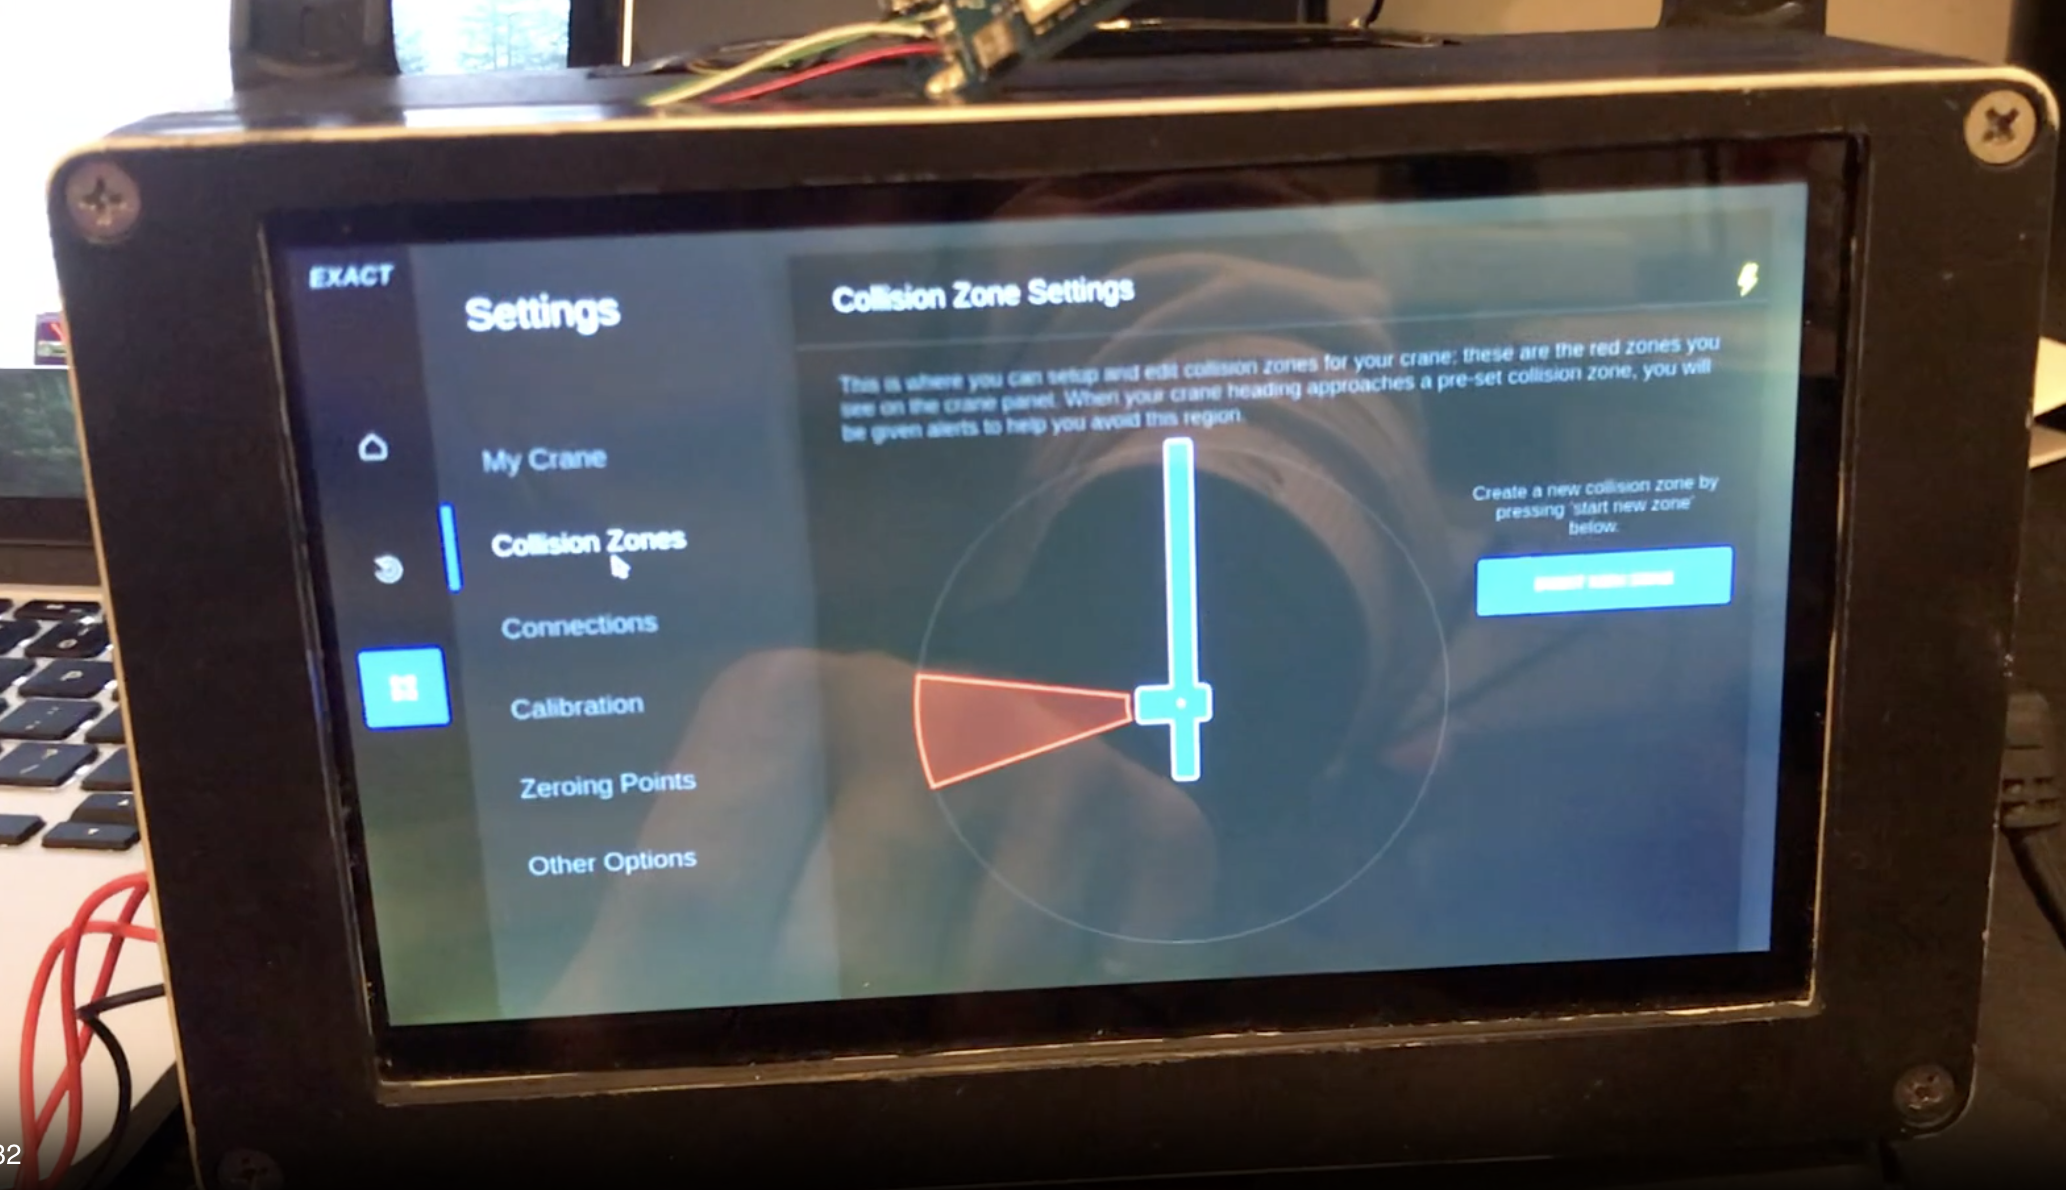 EXACT
Settings
My Crane
Collision Zones
Connections
Calibration
Zeroing Points
Other Options
Collision Zone Settings
This is where you can setup and edit collision zones for your crane; these are the red zones you
see on the crane panel. When your crane heading approaches a pre-set collision zone, you will
be given alerts to help you avoid this region.
Create a new collision zone by
pressing 'start new zone'
below.
32